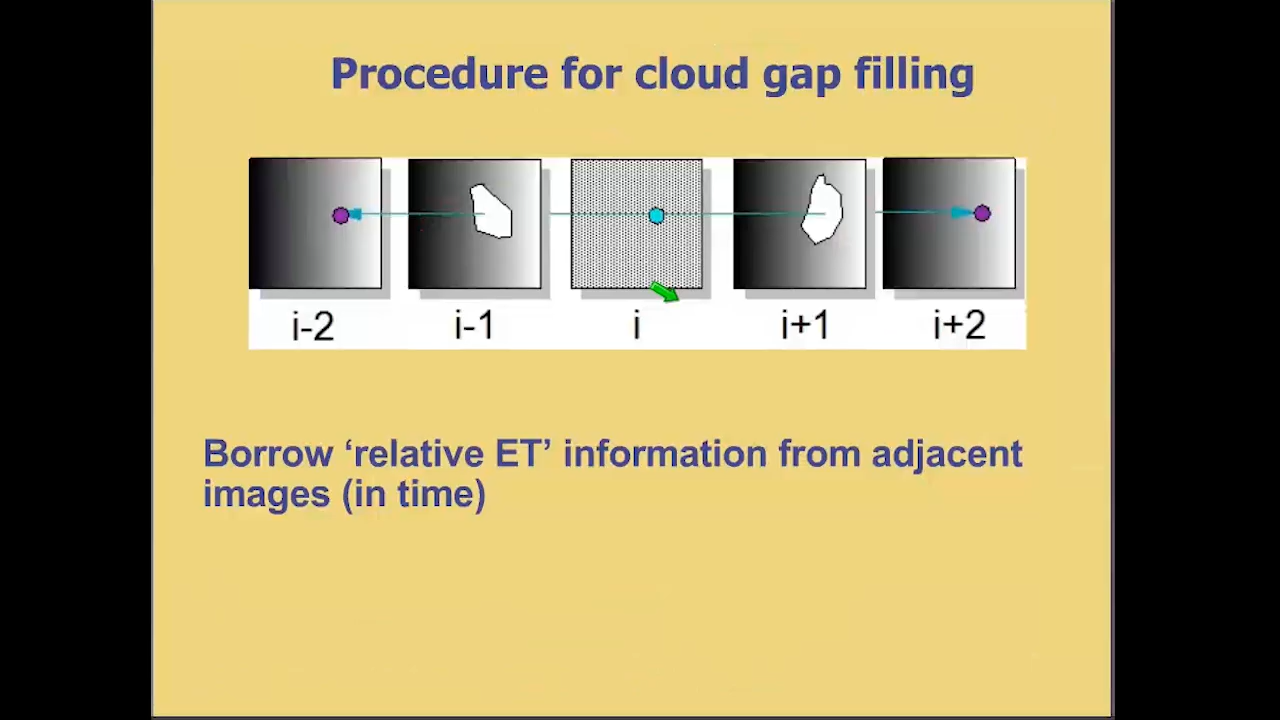 Procedure for cloud gap filling
i-2 i-1 i i+1 i+2
Borrow ‘relative ET’ information from adjacent
images (in time)